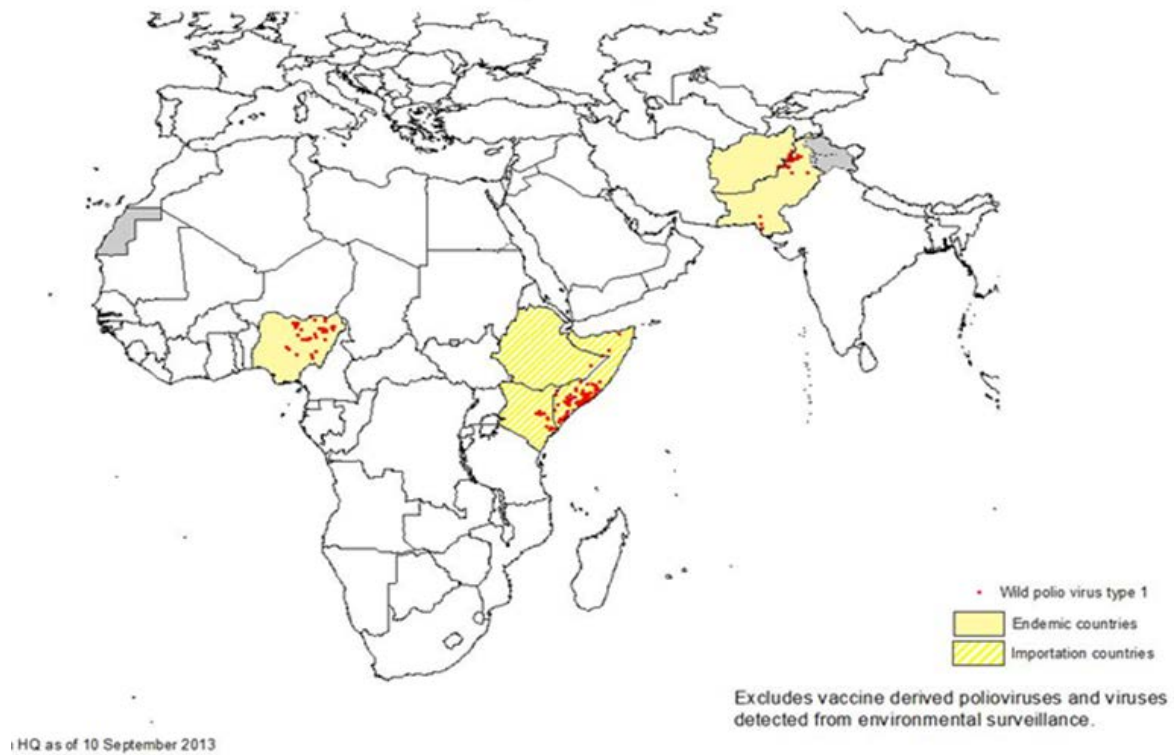 Wild polio virus type 1
Endemic countries
Importation countries
Excludes vaccine derived polioviruses and viruses
detected from environmental surveillance.
HQ as of 10 September 2013